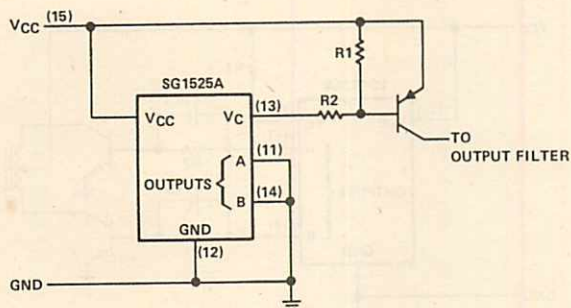 VCC (15)
R1
SG1525A
VCC
VC
(13)
R2
TO
OUTPUT FILTER
OUTPUTS
A
(11)
B
(14)
GND
(12)
GND